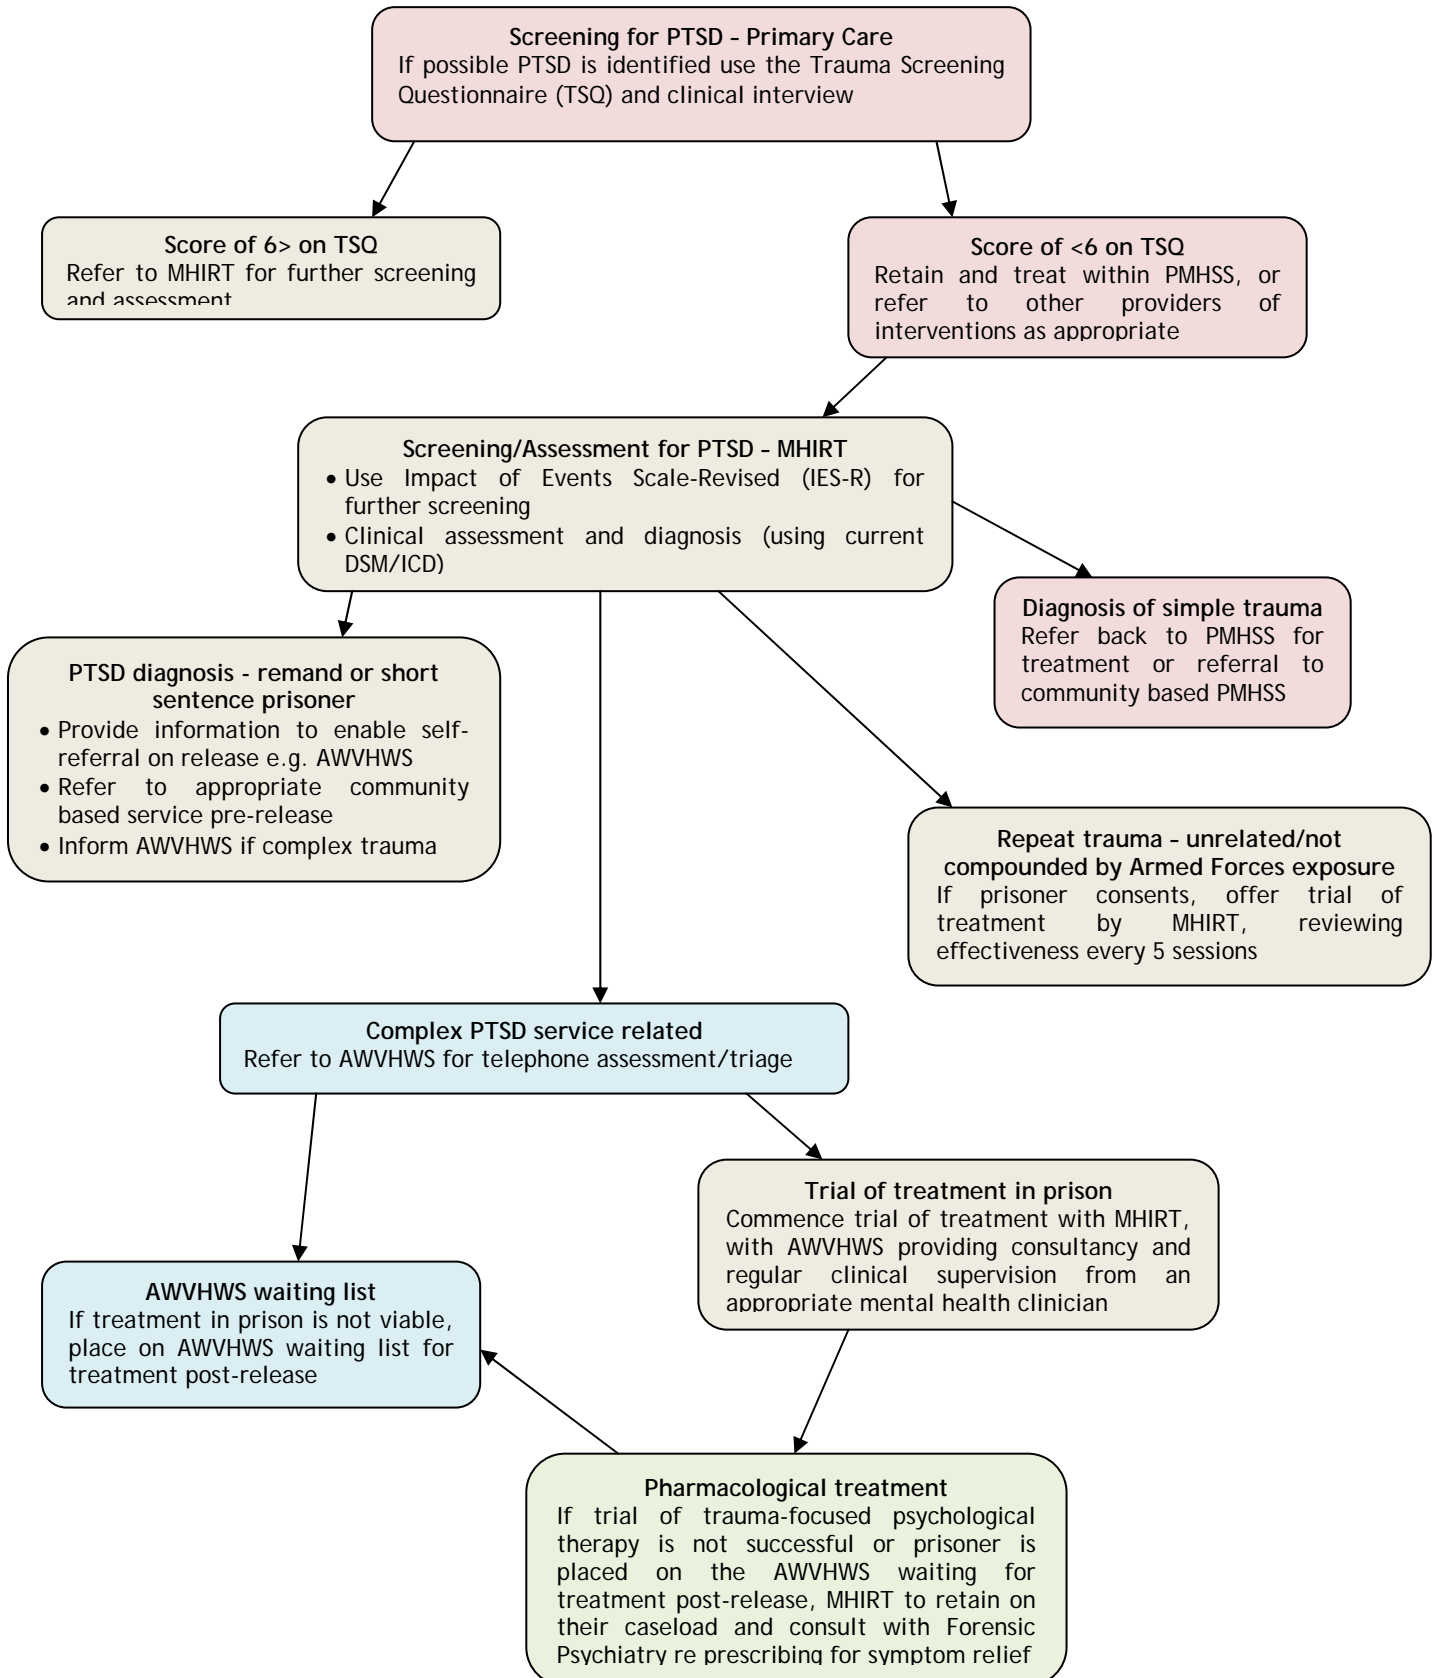 Screening for PTSD – Primary Care
If possible PTSD is identified use the Trauma Screening
Questionnaire (TSQ) and clinical interview
Score of 6> on TSQ
Refer to MHIRT for further screening
and assessment
Score of <6 on TSQ
Retain and treat within PMHSS, or
refer to other providers of
interventions as appropriate
Screening/Assessment for PTSD – MHIRT
• Use Impact of Events Scale-Revised (IES-R) for
further screening
• Clinical assessment and diagnosis (using current
DSM/ICD)
Diagnosis of simple trauma
Refer back to PMHSS for
treatment or referral to
community based PMHSS
PTSD diagnosis - remand or short
sentence prisoner
• Provide information to enable self-
referral on release e.g. AWVHWS
• Refer to appropriate community
based service pre-release
• Inform AWVHWS if complex trauma
Repeat trauma – unrelated/not
compounded by Armed Forces exposure
If prisoner consents, offer trial of
treatment by MHIRT, reviewing
effectiveness every 5 sessions
Complex PTSD service related
Refer to AWVHWS for telephone assessment/triage
Trial of treatment in prison
Commence trial of treatment with MHIRT,
with AWVHWS providing consultancy and
regular clinical supervision from an
appropriate mental health clinician
AWVHWS waiting list
If treatment in prison is not viable,
place on AWVHWS waiting list for
treatment post-release
Pharmacological treatment
If trial of trauma-focused psychological
therapy is not successful or prisoner is
placed on the AWVHWS waiting for
treatment post-release, MHIRT to retain on
their caseload and consult with Forensic
Psychiatry re prescribing for symptom relief